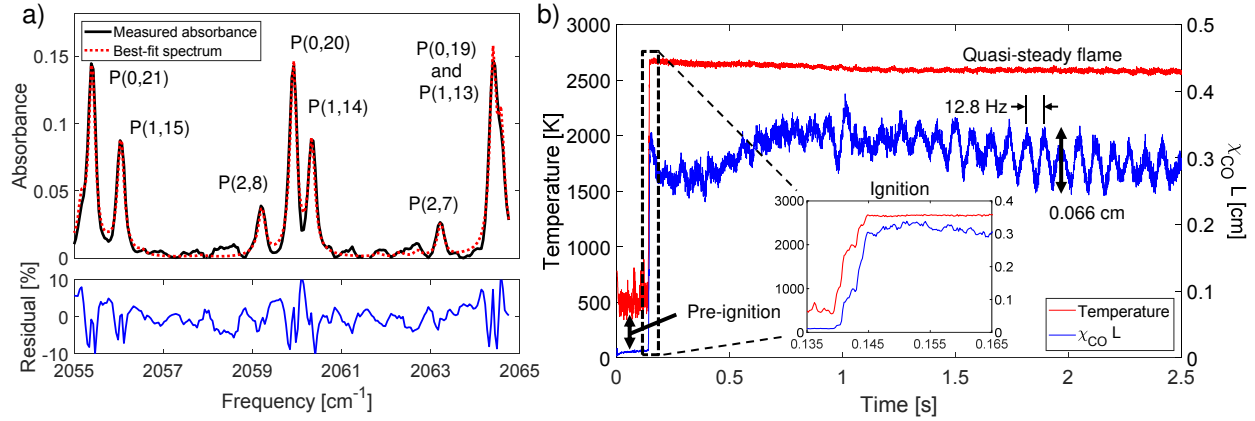 a)
Measured absorbance
Best-fit spectrum
P(0,21)
P(1,15)
P(2,8)
P(0,20)
P(1,14)
P(2,7)
P(0,19)
and
P(1,13)
Absorbance
0.15
0.1
0.05
0
Residual [%]
10
0
-10
2055
2057
2059
2061
2063
2065
Frequency [cm-1]
b)
Temperature [K]
3000
2500
2000
1500
1000
500
0
Quasi-steady flame
12.8 Hz
0.066 cm
Pre-ignition
Ignition
3000
2000
1000
0
0.4
0.3
0.2
0.1
0
0.135
0.145
0.155
0.165
Temperature
χCO L
0.5
0.4
0.3
0.2
0.1
0
χCO L [cm]
0
0.5
1
1.5
2
2.5
Time [s]